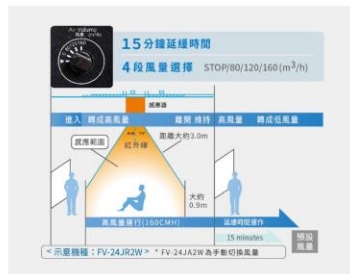 Air Volume
風量 (m³/h)
15分鐘延緩時間
4段風量選擇 STOP/80/120/160 (m³/h)
感應器
進入 轉成高風量 離開 維持 高風量 轉成低風量
感應範圍
紅外線
距離大約3.0m
大約
0.9m
高風量運行(160CMH)
延緩時間運作
15 minutes
預設
風量
<示意機種：FV-24JR2W> * FV-24JA2W為手動切換風量